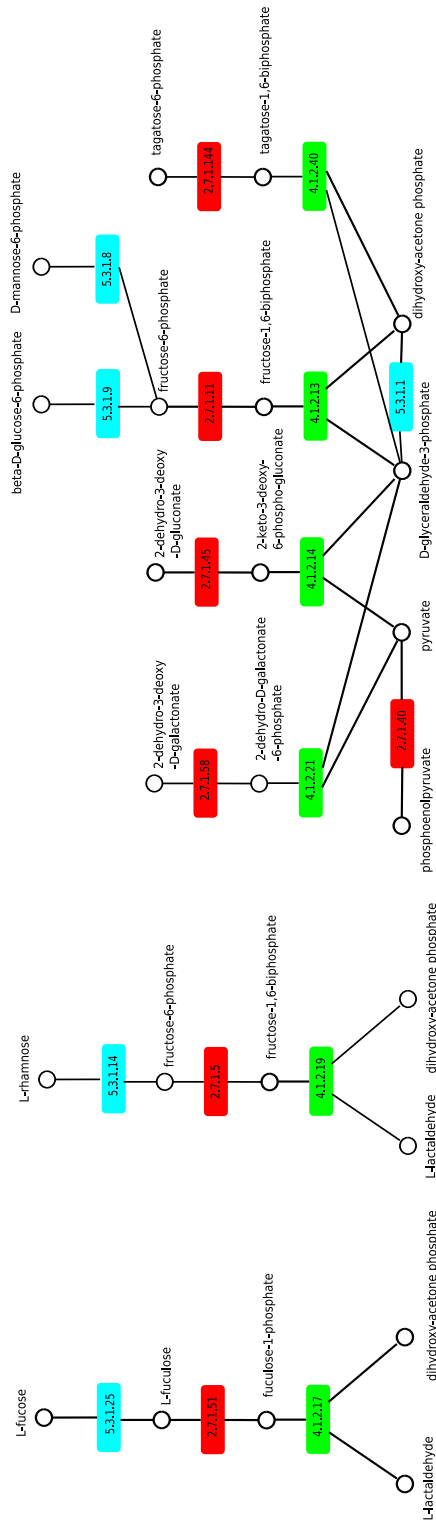 L-fucose
5.3.1.25
L-fuculose
2.7.1.51
fuculose-1-phosphate
4.1.2.17
L-lactaldehyde
dihydroxy-acetone phosphate
L-rhamnose
5.3.1.14
fructose-6-phosphate
2.7.1.5
fructose-1,6-biphosphate
4.1.2.19
L-lactaldehyde
dihydroxy-acetone phosphate
2-dehydro-3-deoxy
-D-galactonate
2.7.1.58
2-dehydro-D-galactonate
-6-phosphate
4.1.2.21
phosphoenolpyruvate
2.7.1.40
pyruvate
2-dehydro-3-deoxy
-D-gluconate
2.7.1.45
2-keto-3-deoxy-
6-phospho-gluconate
4.1.2.14
beta-D-glucose-6-phosphate
5.3.1.9
D-mannose-6-phosphate
5.3.1.8
fructose-6-phosphate
2.7.1.11
fructose-1,6-biphosphate
4.1.2.13
D-glyceraldehyde-3-phosphate
5.3.1.1
dihydroxy-acetone phosphate
tagatose-6-phosphate
2.7.1.144
tagatose-1,6-biphosphate
4.1.2.40